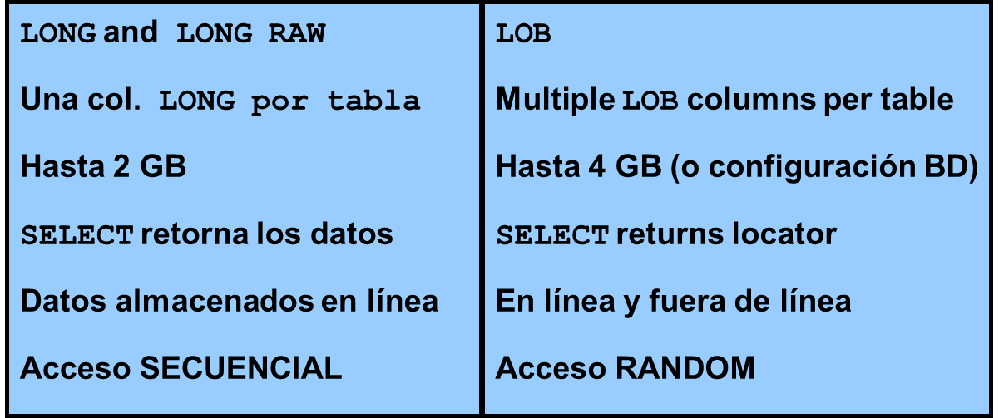 LONG and LONG RAW
Una col. LONG por tabla
Hasta 2 GB
SELECT retorna los datos
Datos almacenados en línea
Acceso SECUENCIAL
LOB
Multiple LOB columns per table
Hasta 4 GB (o configuración BD)
SELECT returns locator
En línea y fuera de línea
Acceso RANDOM